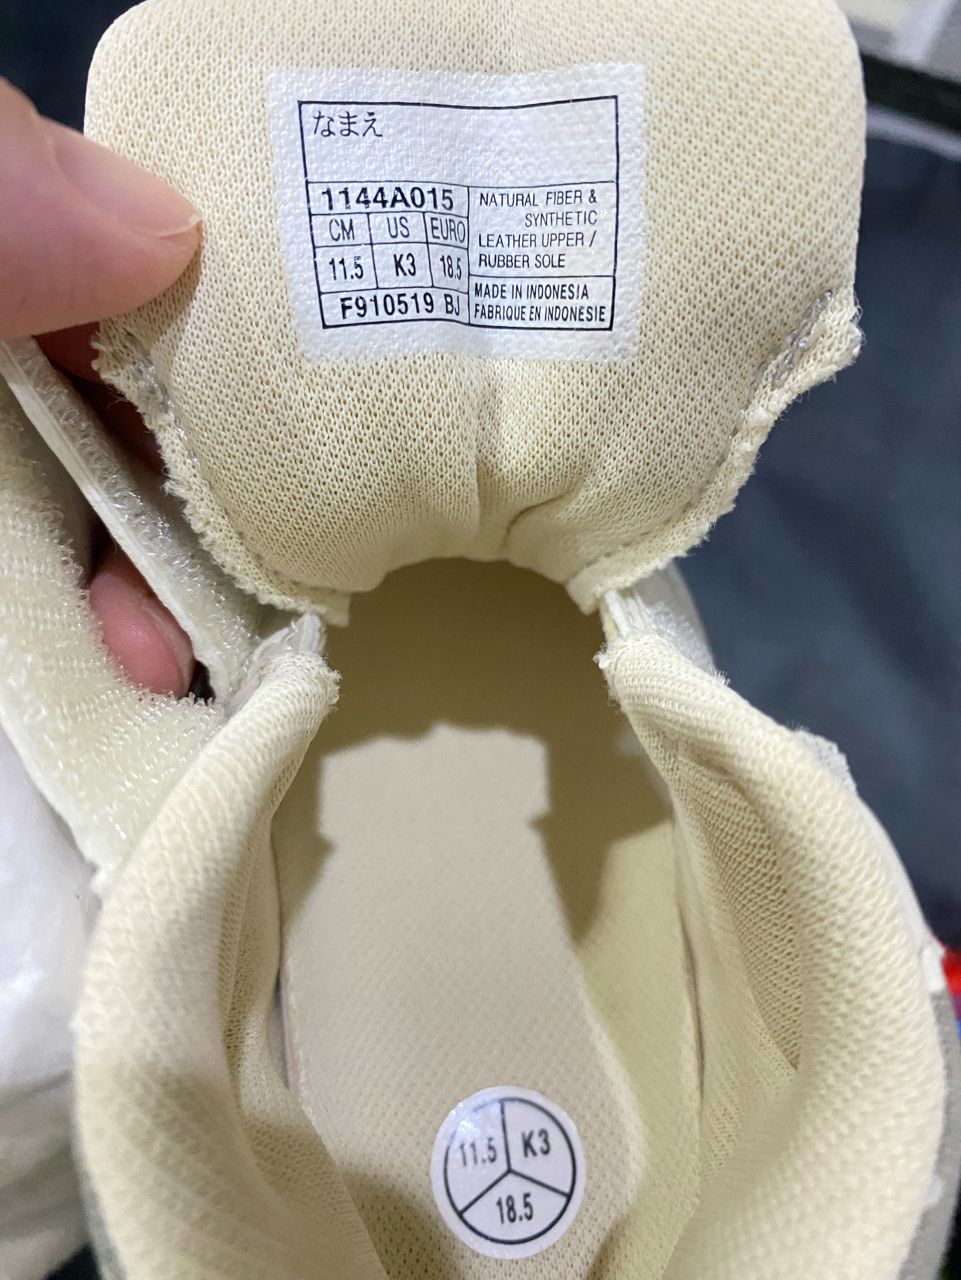 なまえ
1144A015
CM US EURO
11.5 K3 18.5
F910519 BJ
NATURAL FIBER &
SYNTHETIC
LEATHER UPPER /
RUBBER SOLE
MADE IN INDONESIA
FABRIQUE EN INDONESIE
11.5 K3
18.5